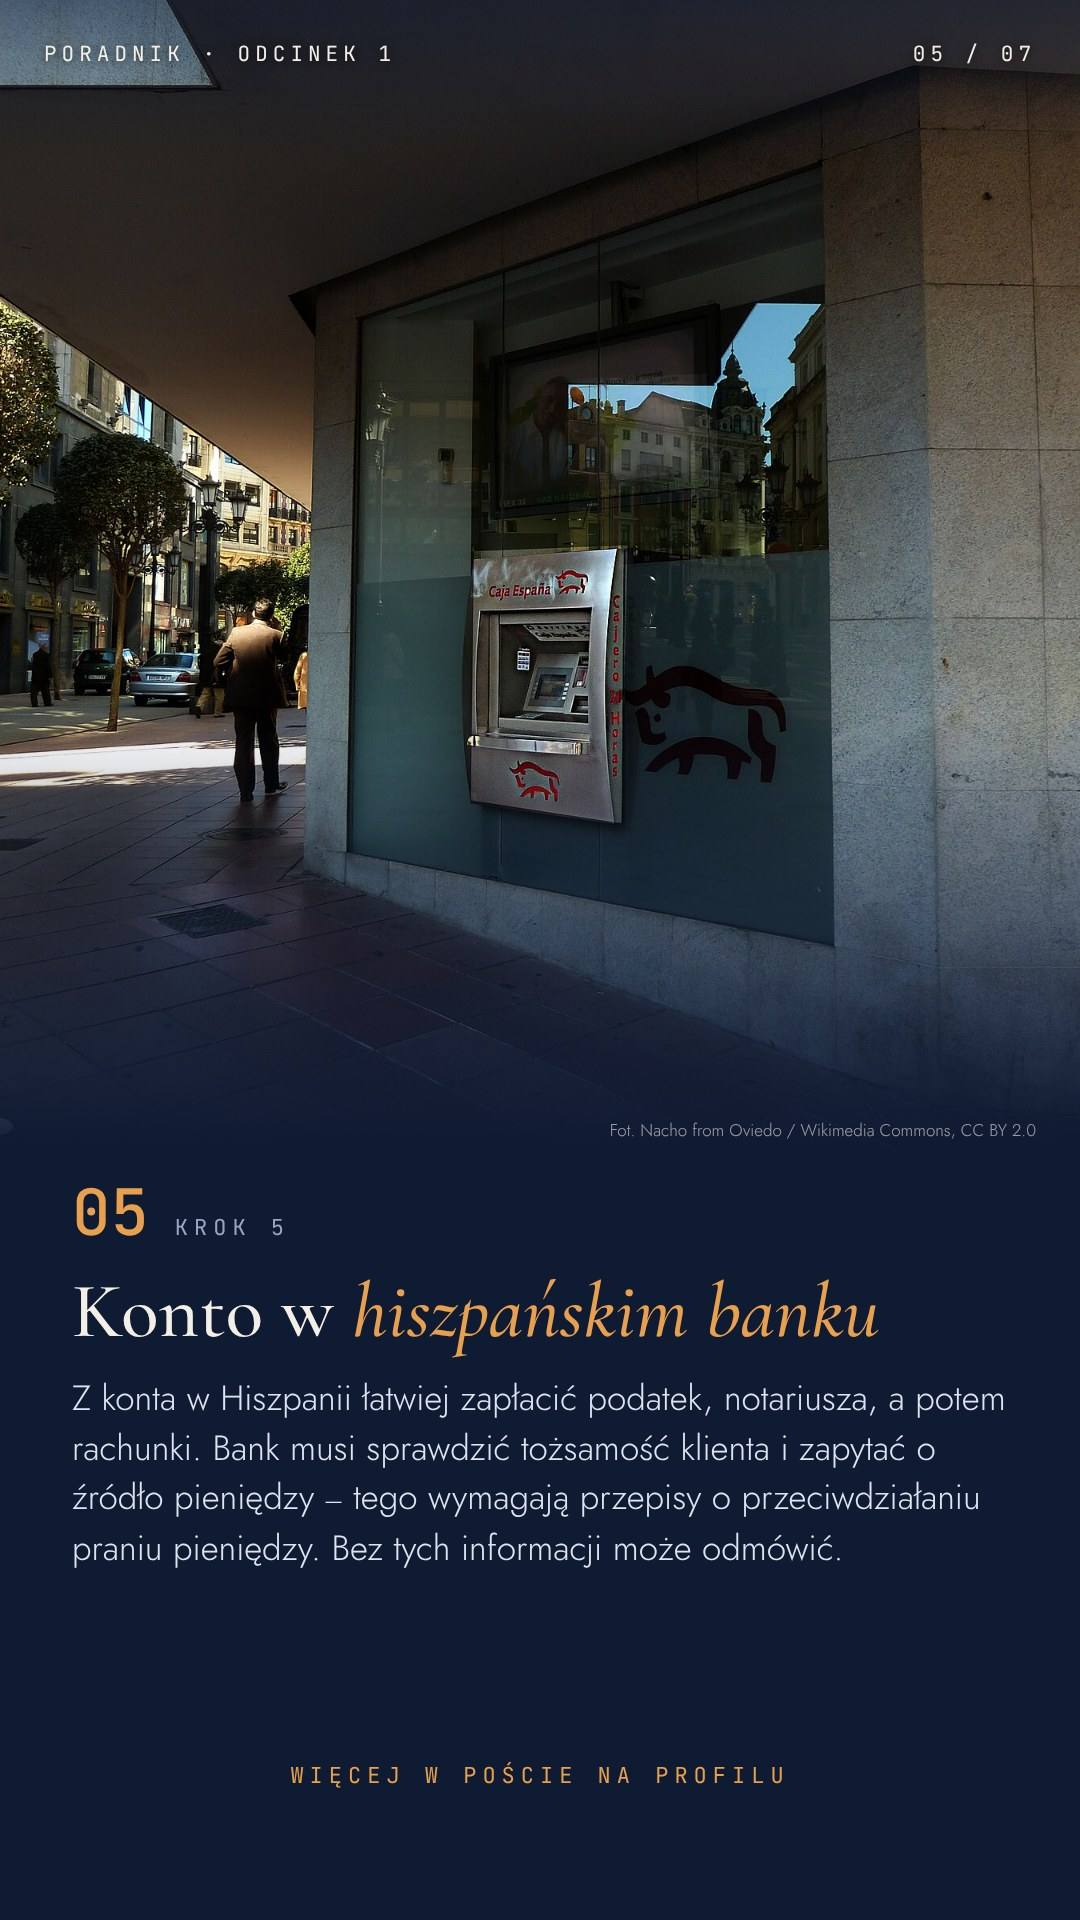 PORADNIK · ODCINEK 1
05 / 07
Caja España
Cajero 24 Horas
Fot. Nacho from Oviedo / Wikimedia Commons, CC BY 2.0
05 KROK 5
Konto w hiszpańskim banku
Z konta w Hiszpanii łatwiej zapłacić podatek, notariusza, a potem
rachunki. Bank musi sprawdzić tożsamość klienta i zapytać o
źródło pieniędzy – tego wymagają przepisy o przeciwdziałaniu
praniu pieniędzy. Bez tych informacji może odmówić.
WIĘCEJ W POŚCIE NA PROFILU